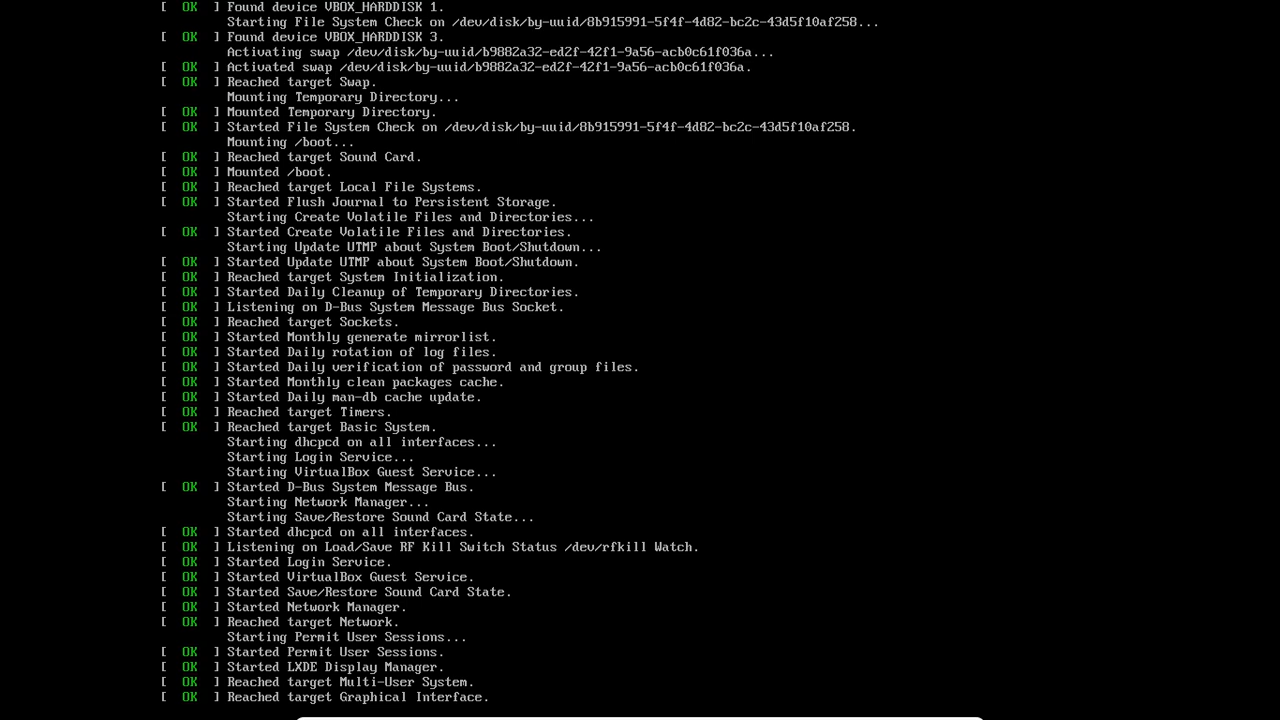 [  OK  ] Found device VBOX_HARDDISK 1.
Starting File System Check on /dev/disk/by-uuid/8b915991-5f4f-4d82-bc2c-43d5f10af258...
[  OK  ] Found device VBOX_HARDDISK 3.
Activating swap /dev/disk/by-uuid/b9882a32-ed2f-42f1-9a56-acb0c61f036a...
[  OK  ] Activated swap /dev/disk/by-uuid/b9882a32-ed2f-42f1-9a56-acb0c61f036a.
[  OK  ] Reached target Swap.
Mounting Temporary Directory...
[  OK  ] Mounted Temporary Directory.
[  OK  ] Started File System Check on /dev/disk/by-uuid/8b915991-5f4f-4d82-bc2c-43d5f10af258.
Mounting /boot...
[  OK  ] Reached target Sound Card.
[  OK  ] Mounted /boot.
[  OK  ] Reached target Local File Systems.
[  OK  ] Started Flush Journal to Persistent Storage.
Starting Create Volatile Files and Directories...
[  OK  ] Started Create Volatile Files and Directories.
Starting Update UTMP about System Boot/Shutdown...
[  OK  ] Started Update UTMP about System Boot/Shutdown.
[  OK  ] Reached target System Initialization.
[  OK  ] Started Daily Cleanup of Temporary Directories.
[  OK  ] Listening on D-Bus System Message Bus Socket.
[  OK  ] Reached target Sockets.
[  OK  ] Started Monthly generate mirrorlist.
[  OK  ] Started Daily rotation of log files.
[  OK  ] Started Daily verification of password and group files.
[  OK  ] Started Monthly clean packages cache.
[  OK  ] Started Daily man-db cache update.
[  OK  ] Reached target Timers.
[  OK  ] Reached target Basic System.
Starting dhcpcd on all interfaces...
Starting Login Service...
Starting VirtualBox Guest Service...
[  OK  ] Started D-Bus System Message Bus.
Starting Network Manager...
Starting Save/Restore Sound Card State...
[  OK  ] Started dhcpcd on all interfaces.
[  OK  ] Listening on Load/Save RF Kill Switch Status /dev/rfkill Watch.
[  OK  ] Started Login Service.
[  OK  ] Started VirtualBox Guest Service.
[  OK  ] Started Save/Restore Sound Card State.
[  OK  ] Started Network Manager.
[  OK  ] Reached target Network.
Starting Permit User Sessions...
[  OK  ] Started Permit User Sessions.
[  OK  ] Started LXDE Display Manager.
[  OK  ] Reached target Multi-User System.
[  OK  ] Reached target Graphical Interface.